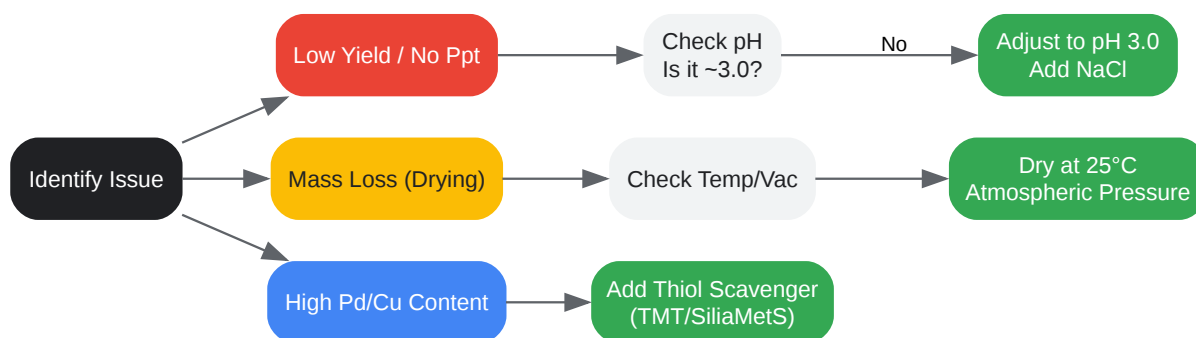 Low Yield / No Ppt
Check pH
Is it ~3.0?
No
Adjust to pH 3.0
Add NaCl
Identify Issue
Mass Loss (Drying)
Check Temp/Vac
Dry at 25°C
Atmospheric Pressure
High Pd/Cu Content
Add Thiol Scavenger
(TMT/SiliaMetS)